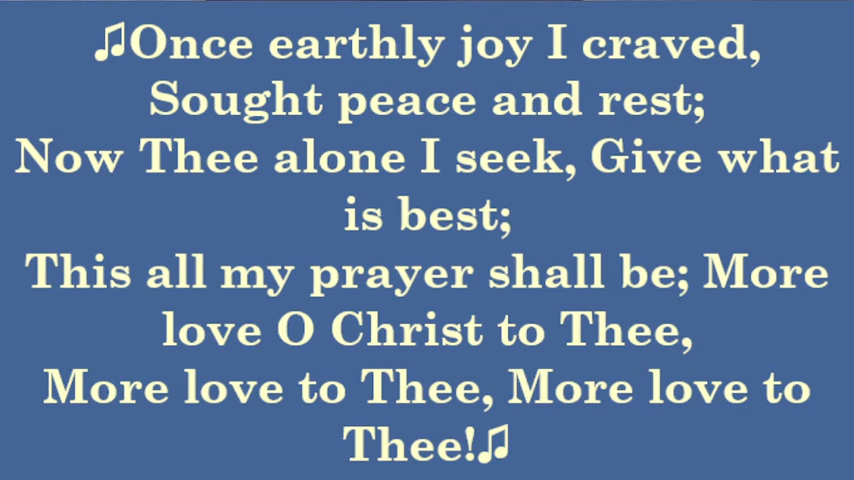 ♫Once earthly joy I craved,
Sought peace and rest;
Now Thee alone I seek, Give what
is best;
This all my prayer shall be; More
love O Christ to Thee,
More love to Thee, More love to
Thee!♫